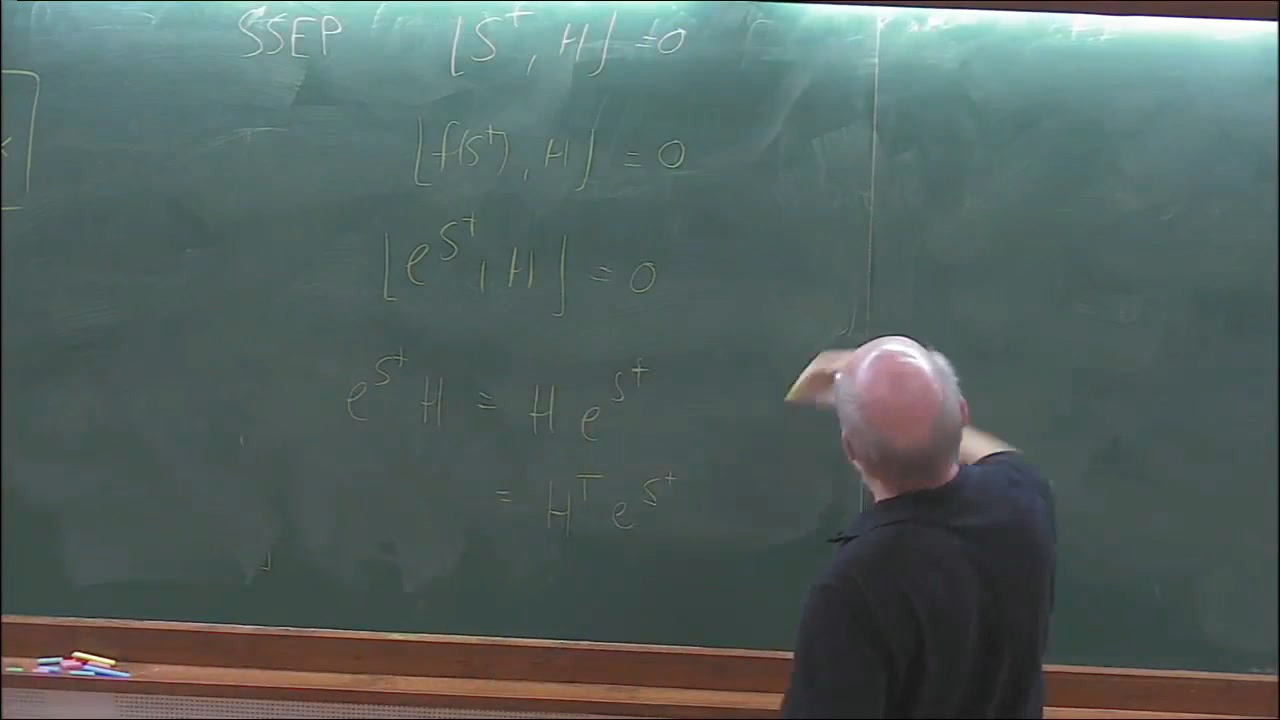 SSEP [S⁺, H] = 0
[f(S⁺), H] = 0
[e^{S⁺}, H] = 0
e^{S⁺} H = H e^{S⁺}
= H^T e^{S⁺}